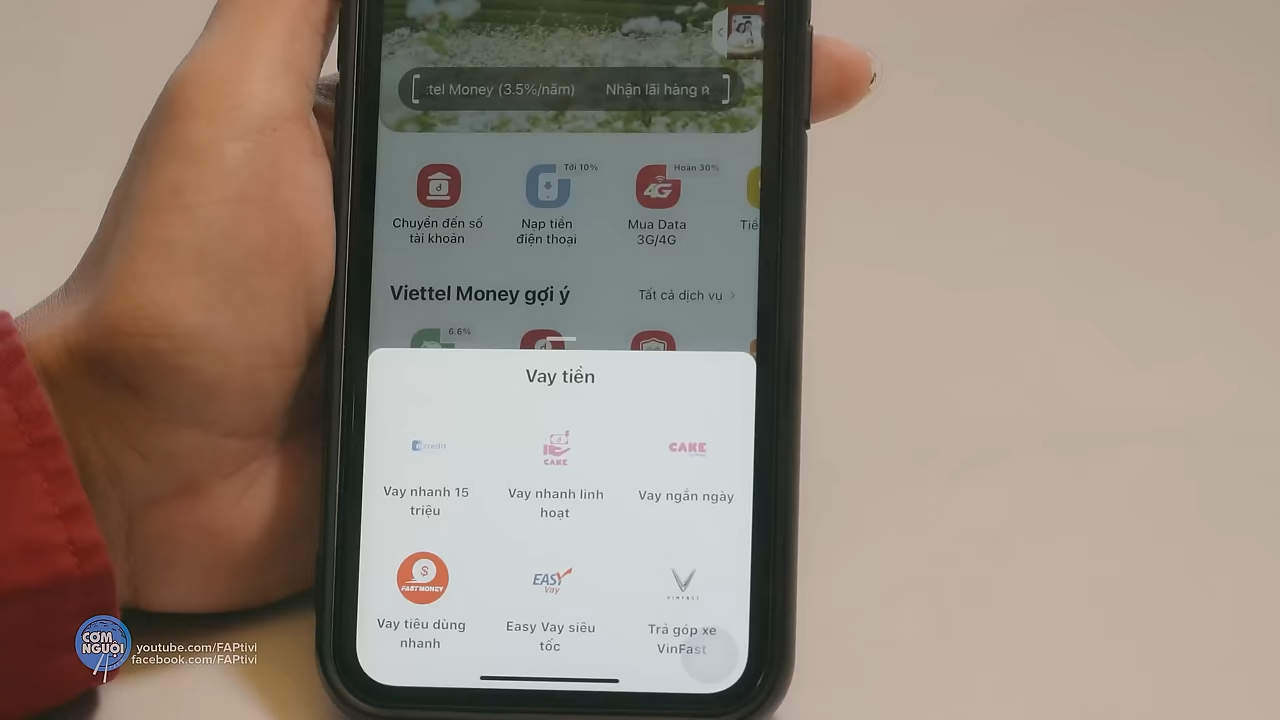 :tel Money (3.5%/năm) Nhận lãi hàng n
Tới 10%
Hoàn 30%
4G
Chuyển đến số
tài khoản
Nạp tiền
điện thoại
Mua Data
3G/4G
Tiề
Viettel Money gợi ý
Tất cả dịch vụ
6.6%
Vay tiền
CAKE
CAKE
Vay nhanh 15
triệu
Vay nhanh linh
hoạt
Vay ngắn ngày
$
FASTMONEY
EASY
Vay
VINFAST
Vay tiêu dùng
nhanh
Easy Vay siêu
tốc
Trả góp xe
VinFast
CƠM
NGUỘI
youtube.com/FAPtivi
facebook.com/FAPtivi